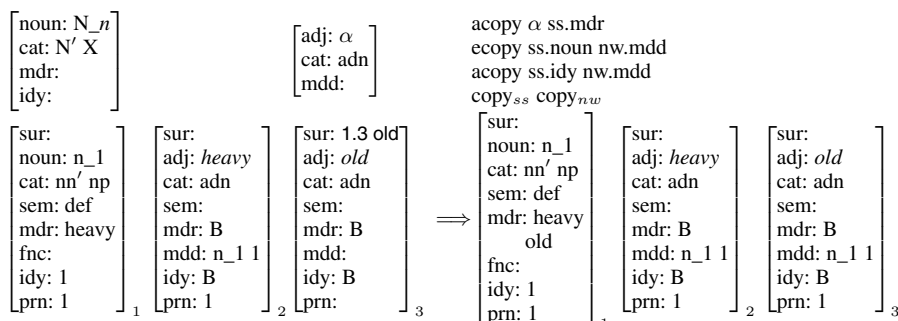 noun: N_n
cat: N′ X
mdr:
idy:
adj: α
cat: adn
mdd:
acopy α ss.mdr
ecopy ss.noun nw.mdd
acopy ss.idy nw.mdd
copyss copynw
sur:
noun: n_1
cat: nn′ np
sem: def
mdr: heavy
fnc:
idy: 1
prn: 1
1
sur:
adj: heavy
cat: adn
sem:
mdr: B
mdd: n_1 1
idy: B
prn: 1
2
sur: 1.3 old
adj: old
cat: adn
sem:
mdr: B
mdd:
idy: B
prn:
3
⟹
sur:
noun: n_1
cat: nn′ np
sem: def
mdr: heavy
old
fnc:
idy: 1
prn: 1
1
sur:
adj: heavy
cat: adn
sem:
mdr: B
mdd: n_1 1
idy: B
prn: 1
2
sur:
adj: old
cat: adn
sem:
mdr: B
mdd: n_1 1
idy: B
prn: 1
3